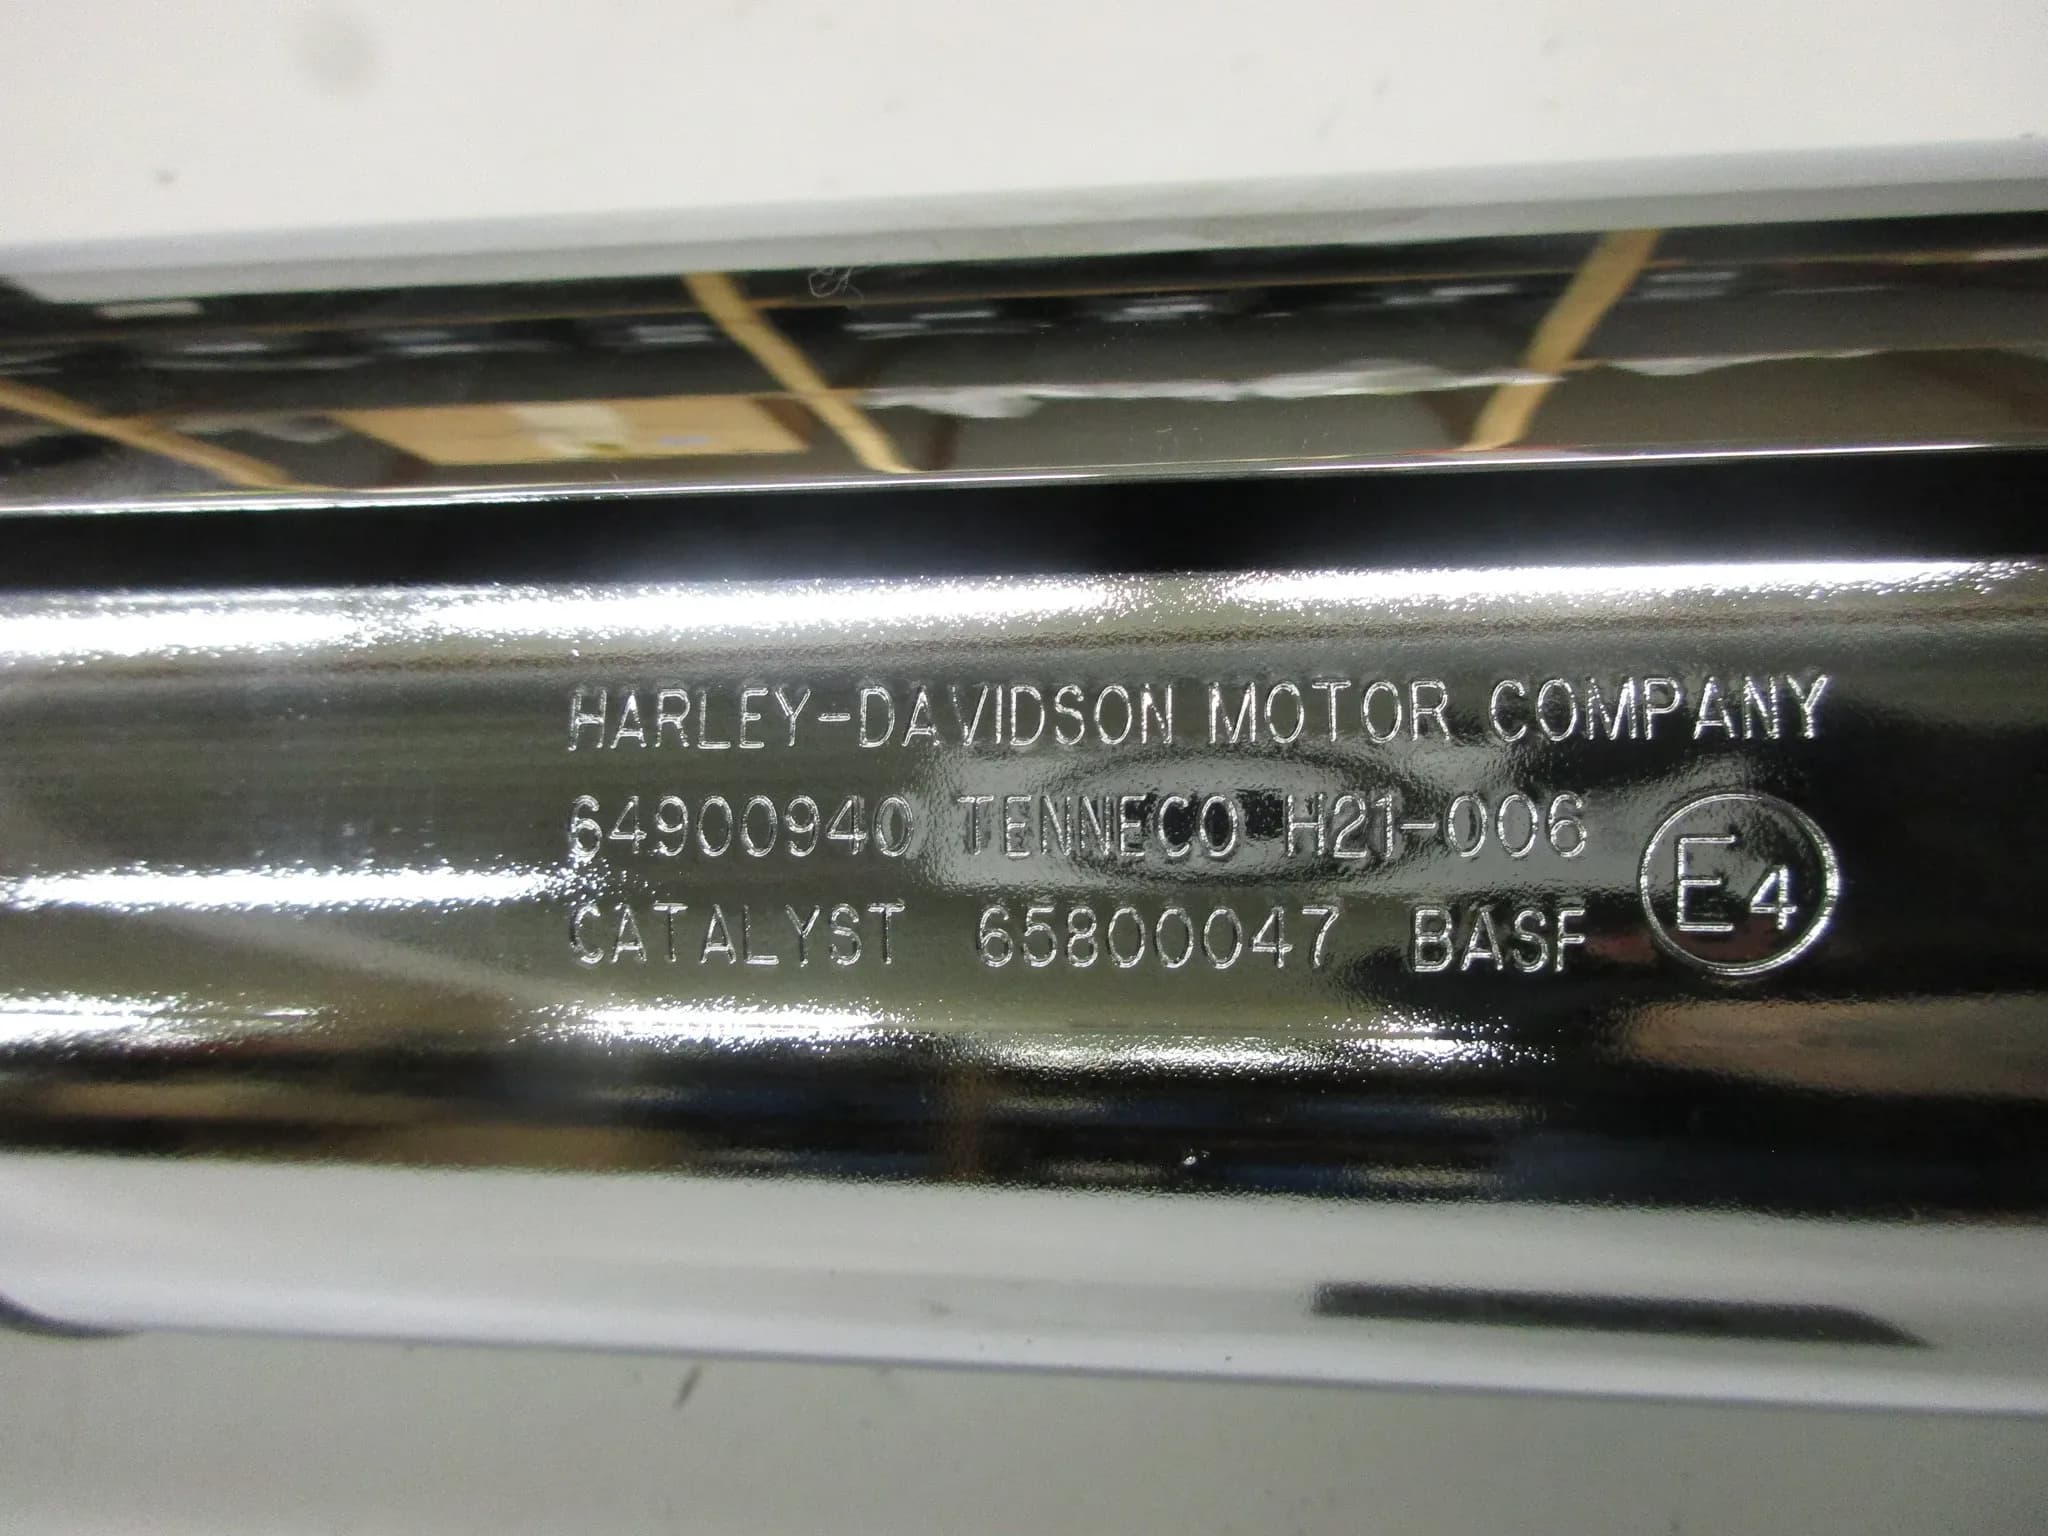 HARLEY-DAVIDSON MOTOR COMPANY
64900940 TENNECO H21-006
CATALYST 65800047 BASF
E4